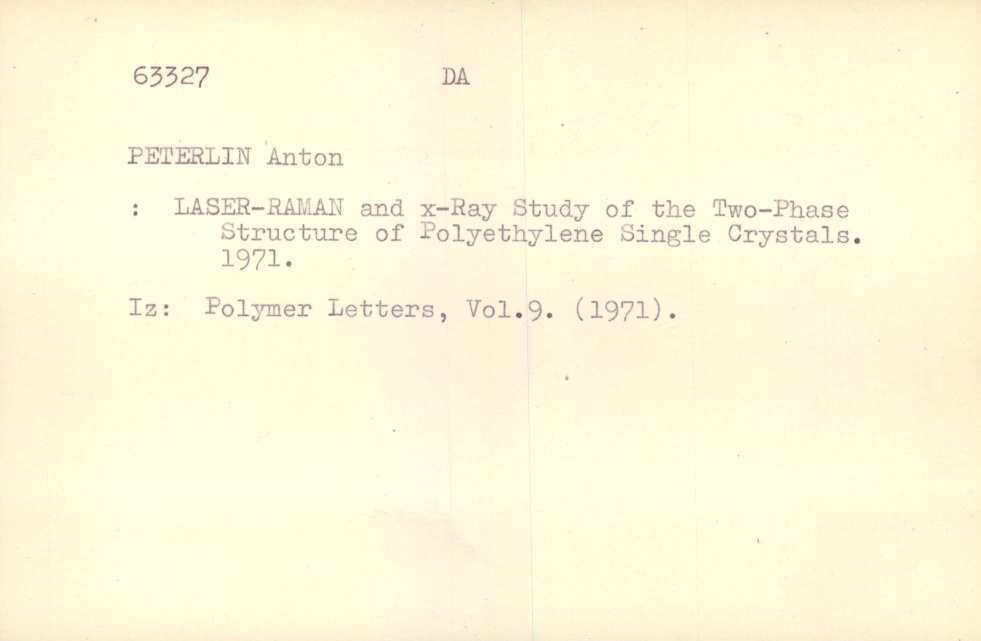 63327 DA
PETERLIN Anton
: LASER-RAMAN and x-Ray Study of the Two-Phase
Structure of Polyethylene Single Crystals.
1971.
Iz: Polymer Letters, Vol.9. (1971).